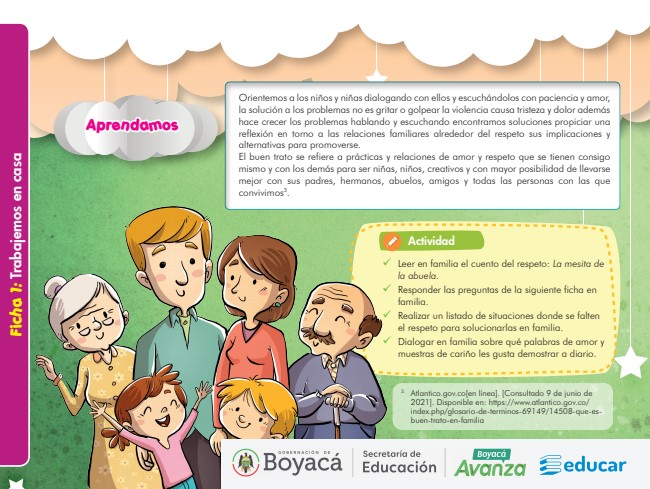 Aprendamos
Orientemos a los niños y niñas dialogando con ellos y escuchándolos con paciencia y amor,
la solución a los problemas no es gritar o golpear la violencia causa tristeza y dolor además
hace crecer los problemas hablando y escuchando encontramos soluciones propiciar una
reflexión en torno a las relaciones familiares alrededor del respeto sus implicaciones y
alternativas para promoverse.
El buen trato se refiere a prácticas y relaciones de amor y respeto que se tienen consigo
mismo y con los demás para ser niñas, niños, creativos y con mayor posibilidad de llevarse
mejor con sus padres, hermanos, abuelos, amigos y todas las personas con las que
convivimos³.
Ficha 1: Trabajemos en casa
Actividad
✓ Leer en familia el cuento del respeto: La mesita de
la abuela.
✓ Responder las preguntas de la siguiente ficha en
familia.
✓ Realizar un listado de situaciones donde se falten
el respeto para solucionarlas en familia.
✓ Dialogar en familia sobre qué palabras de amor y
muestras de cariño les gusta demostrar a diario.
Atlantico.gov.co[en línea]. [Consultado 9 de junio de
2021]. Disponible en: https://www.atlantico.gov.co/
index.php/glosario-de-terminos-69149/14508-que-es-
buen-trato-en-familia
GOBERNACIÓN DE
Boyacá
Secretaría de
Educación
Boyacá
Avanza
educar